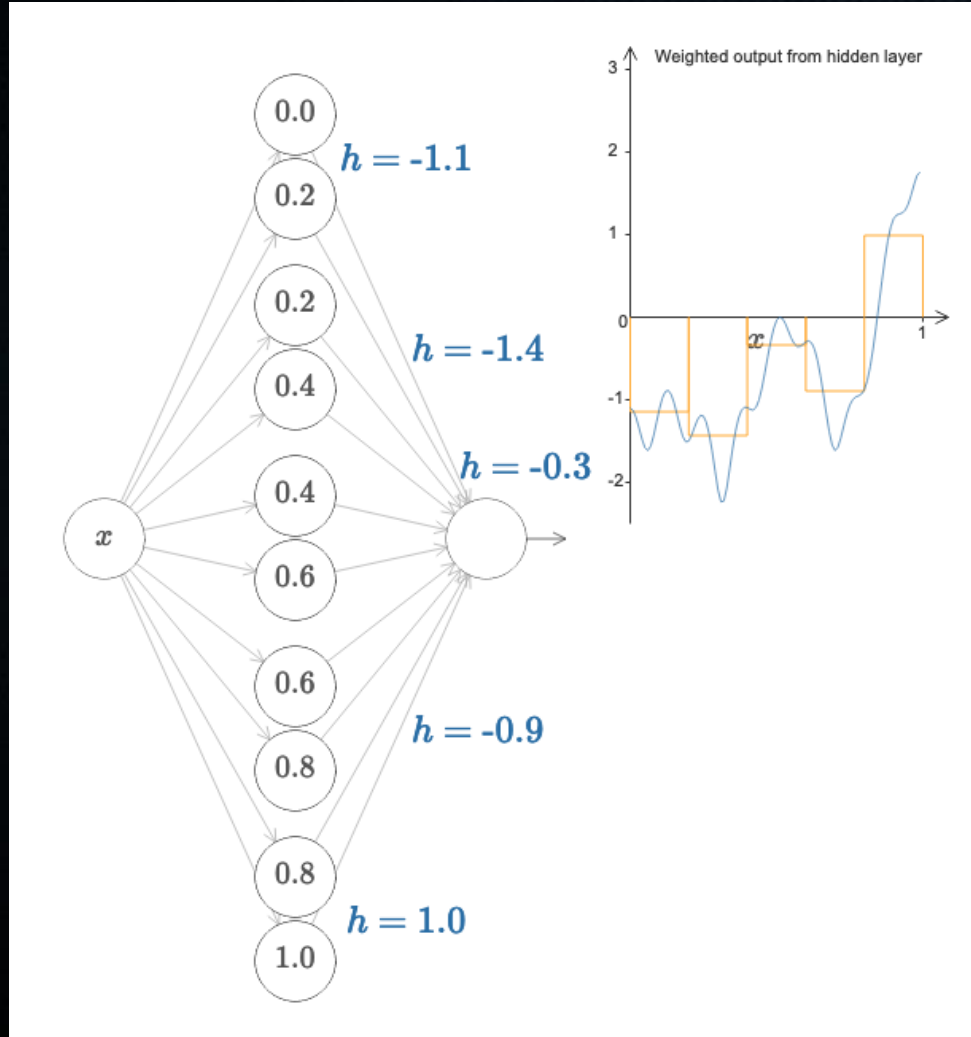 0.0
h = -1.1
0.2
0.2
h = -1.4
0.4
h = -0.3
0.4
x
0.6
0.6
h = -0.9
0.8
0.8
h = 1.0
1.0
Weighted output from hidden layer
3
2
1
0
x
1
-1
-2